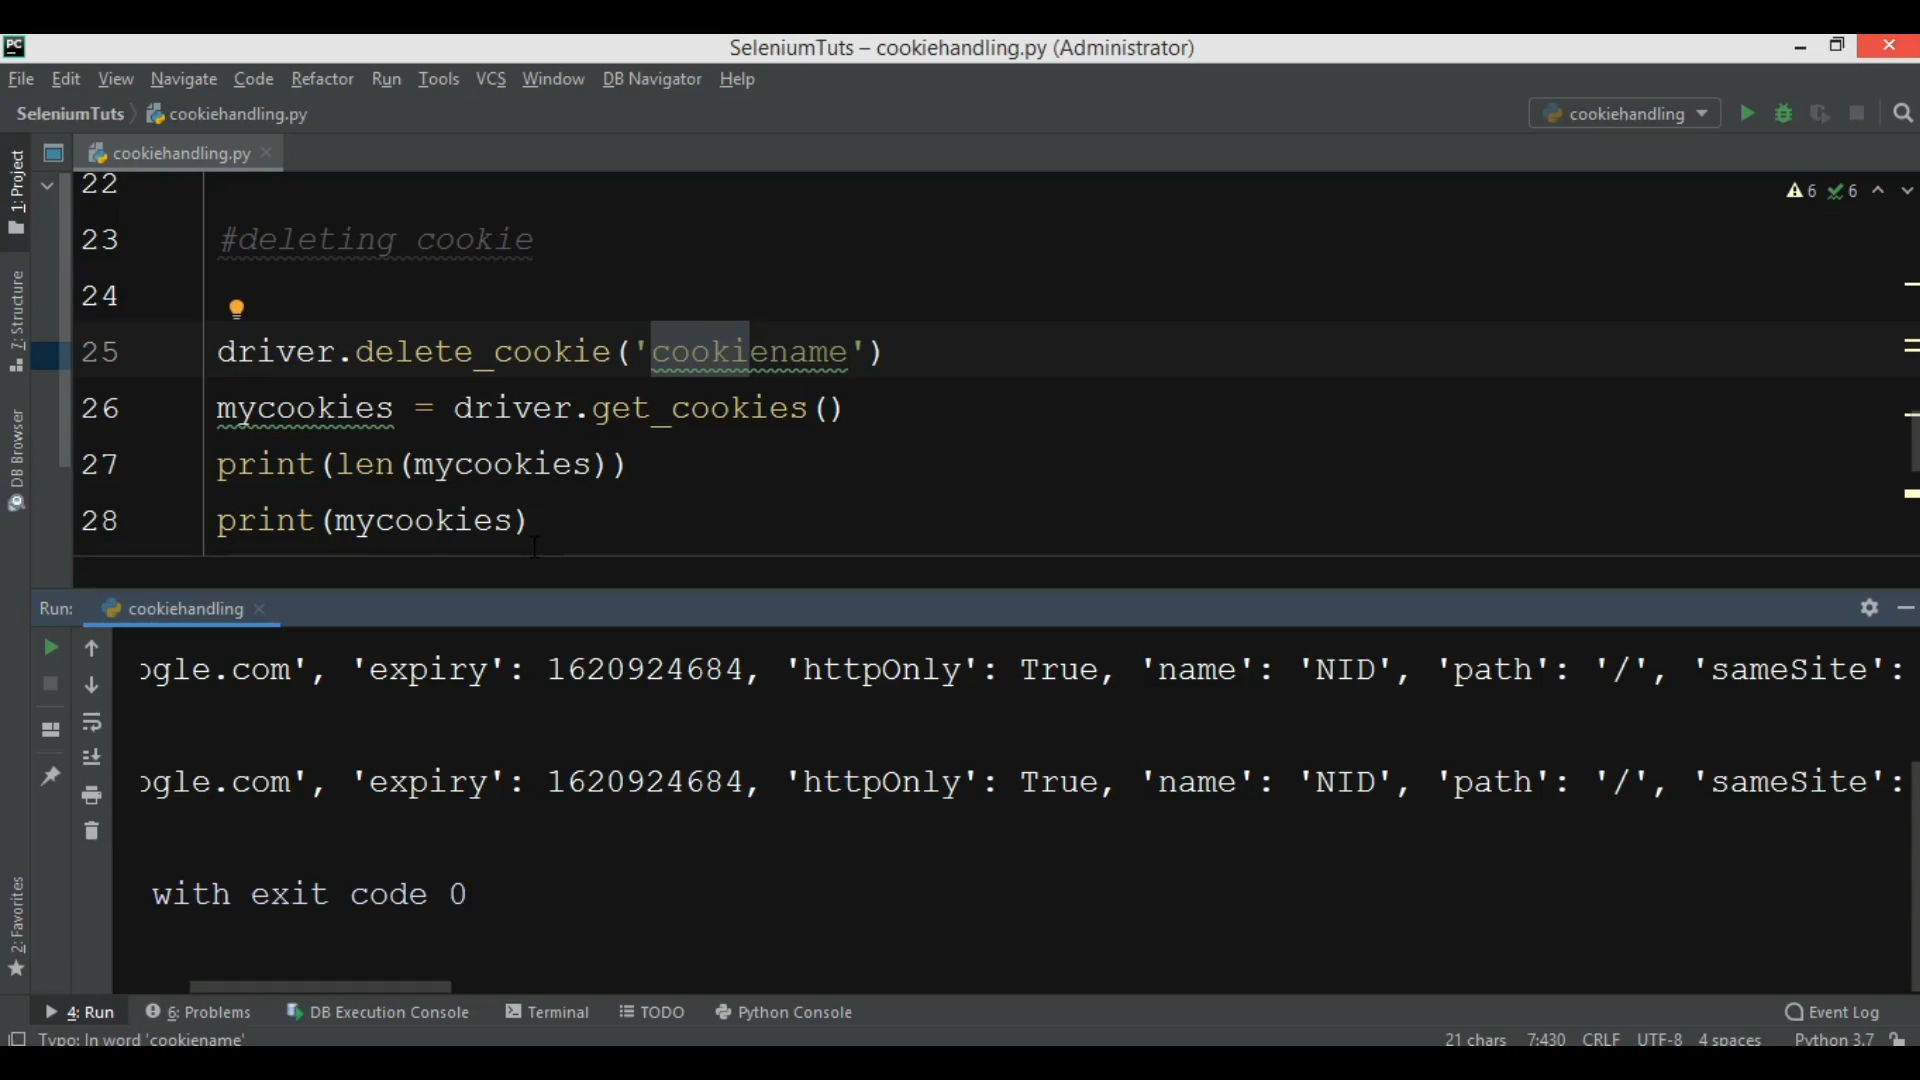 PC
SeleniumTuts – cookiehandling.py (Administrator)
File Edit View Navigate Code Refactor Run Tools VCS Window DB Navigator Help
SeleniumTuts cookiehandling.py
cookiehandling
1: Project
7: Structure
DB Browser
2: Favorites
cookiehandling.py
6 6
22
23 #deleting cookie
24
25 driver.delete_cookie('cookiename')
26 mycookies = driver.get_cookies()
27 print(len(mycookies))
28 print(mycookies)
Run: cookiehandling
ogle.com', 'expiry': 1620924684, 'httpOnly': True, 'name': 'NID', 'path': '/', 'sameSite':
ogle.com', 'expiry': 1620924684, 'httpOnly': True, 'name': 'NID', 'path': '/', 'sameSite':
with exit code 0
4: Run 6: Problems DB Execution Console Terminal TODO Python Console Event Log
Typo: In word 'cookiename' 21 chars 7:430 CRLF UTF-8 4 spaces Python 3.7